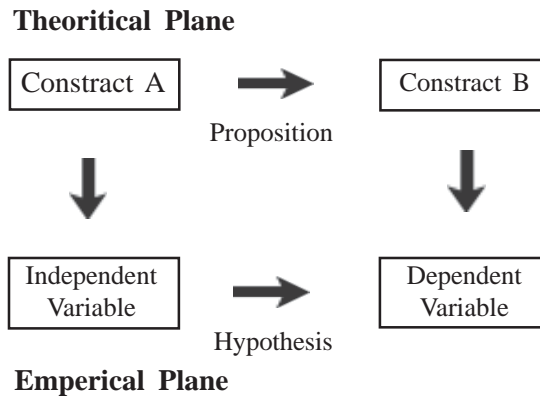 Theoritical Plane
Constract A
Constract B
Proposition
Independent
Variable
Dependent
Variable
Hypothesis
Emperical Plane